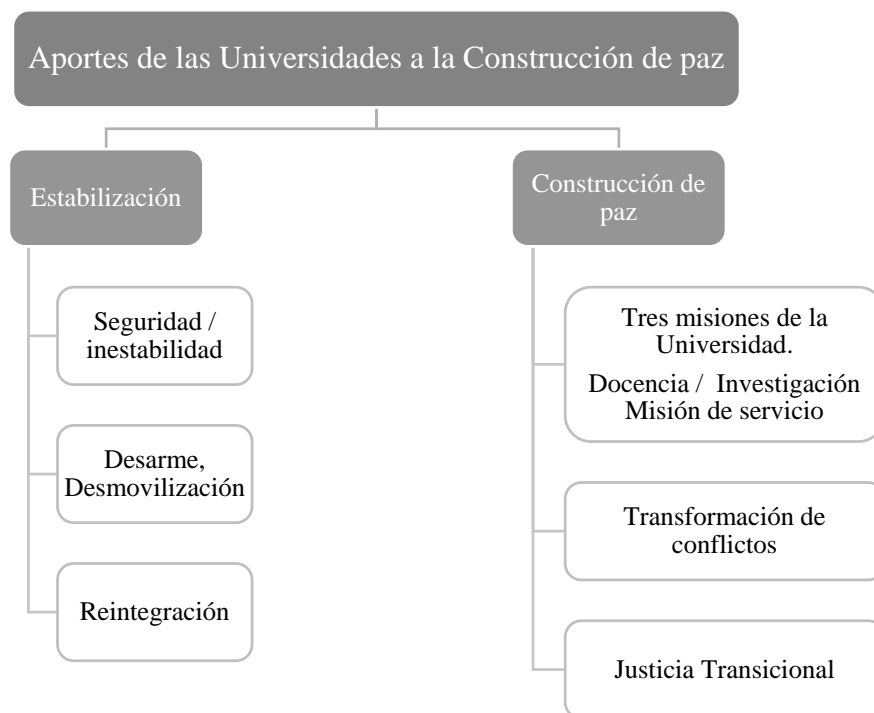 Aportes de las Universidades a la Construcción de paz
Estabilización
Seguridad /
inestabilidad
Desarme,
Desmovilización
Reintegración
Construcción de
paz
Tres misiones de la
Universidad.
Docencia / Investigación
Misión de servicio
Transformación de
conflictos
Justicia Transicional